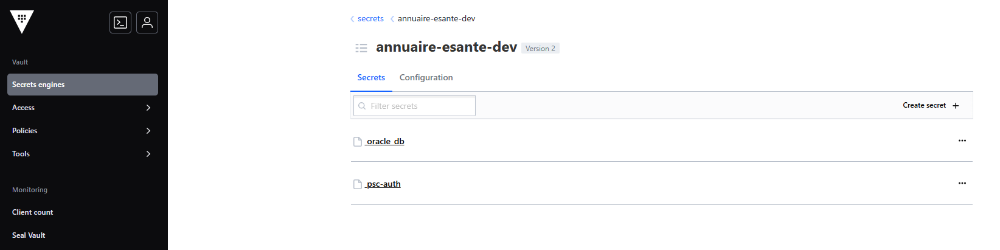 Vault
Secrets engines
Access
Policies
Tools
Monitoring
Client count
Seal Vault
secrets annuaire-esante-dev
annuaire-esante-dev Version 2
Secrets Configuration
Filter secrets Create secret +
oracle_db
psc-auth